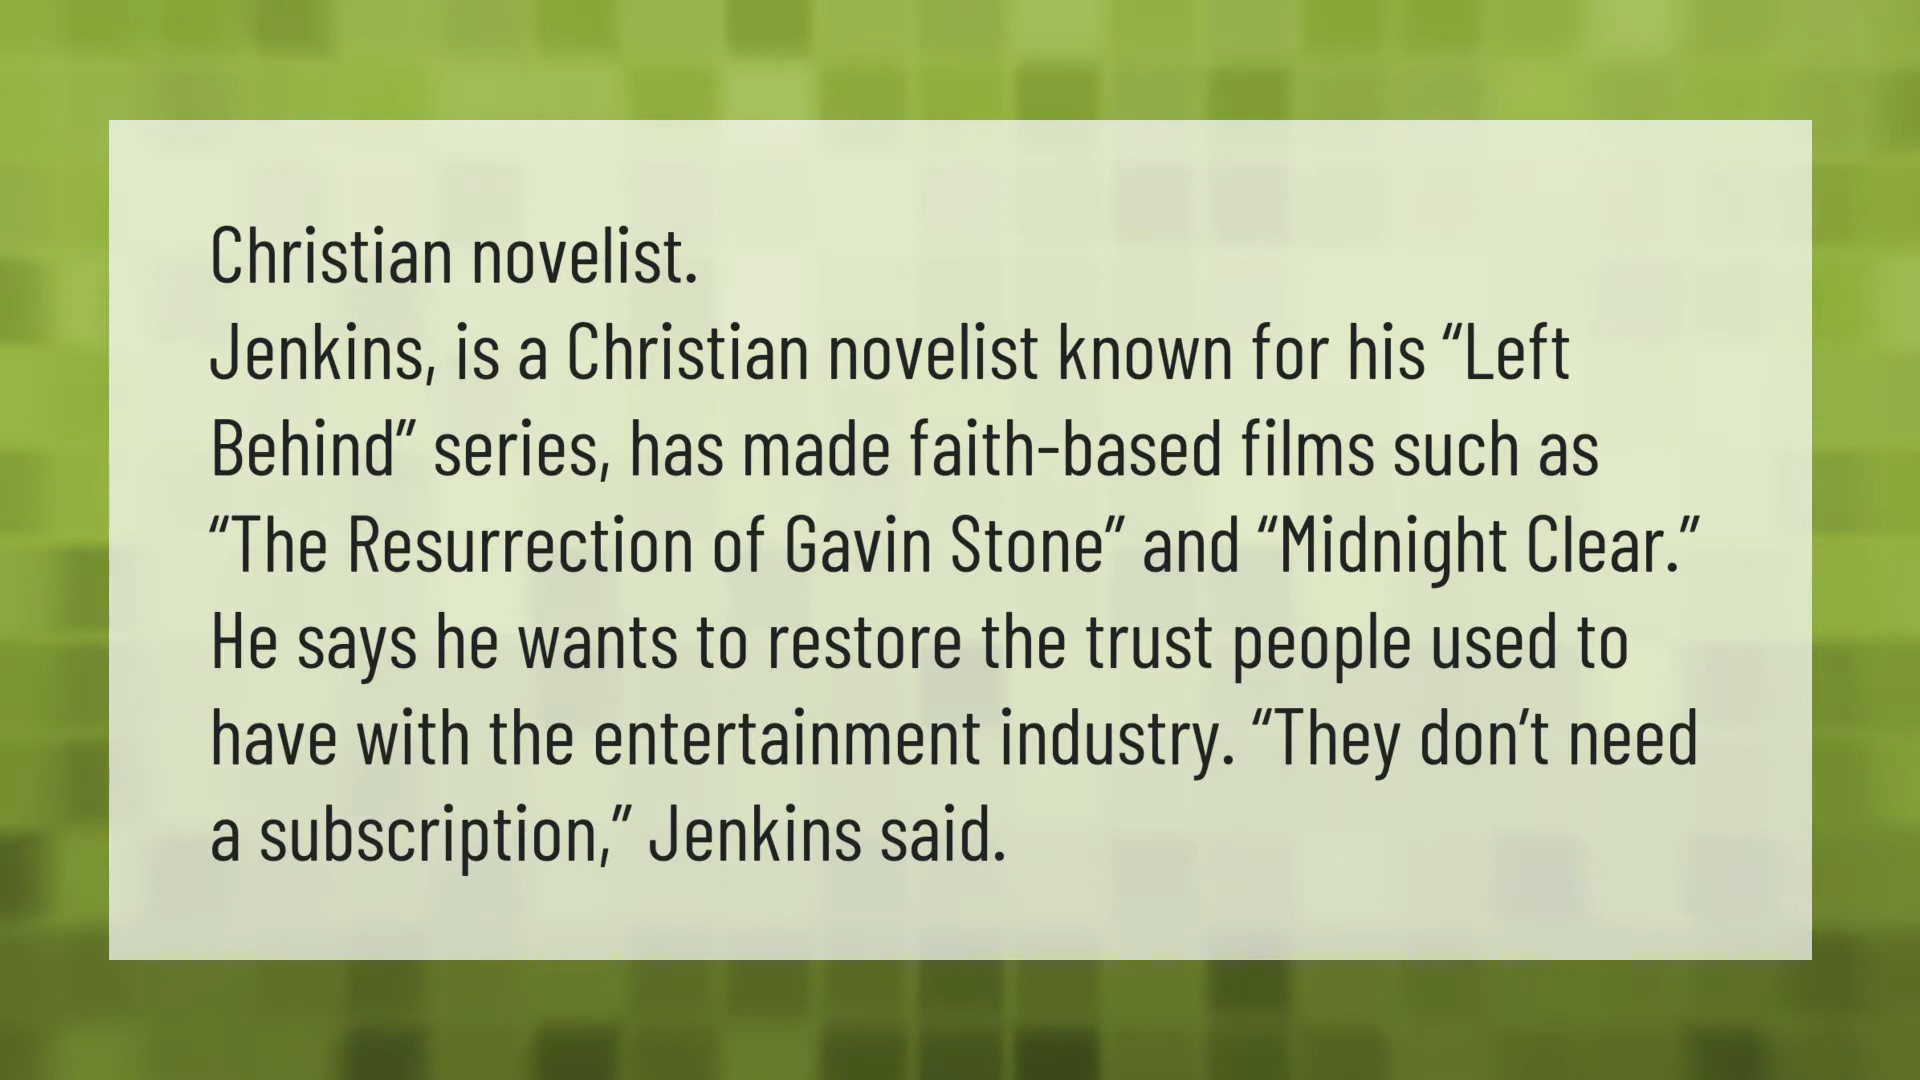 Christian novelist.
Jenkins, is a Christian novelist known for his “Left
Behind” series, has made faith-based films such as
“The Resurrection of Gavin Stone” and “Midnight Clear.”
He says he wants to restore the trust people used to
have with the entertainment industry. “They don’t need
a subscription,” Jenkins said.